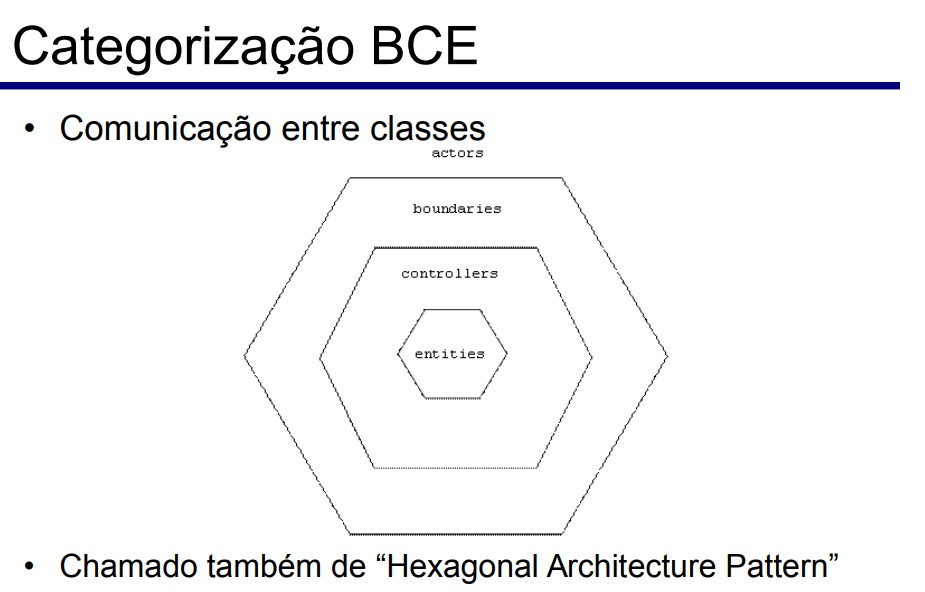 Categorização BCE
• Comunicação entre classes
actors
boundaries
controllers
entities
• Chamado também de “Hexagonal Architecture Pattern”